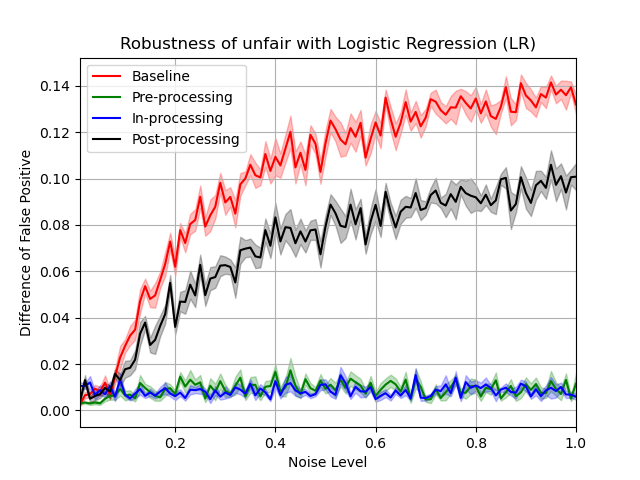 Robustness of unfair with Logistic Regression (LR)
Baseline
Pre-processing
In-processing
Post-processing
Difference of False Positive
0.14
0.12
0.10
0.08
0.06
0.04
0.02
0.00
0.2 0.4 0.6 0.8 1.0
Noise Level